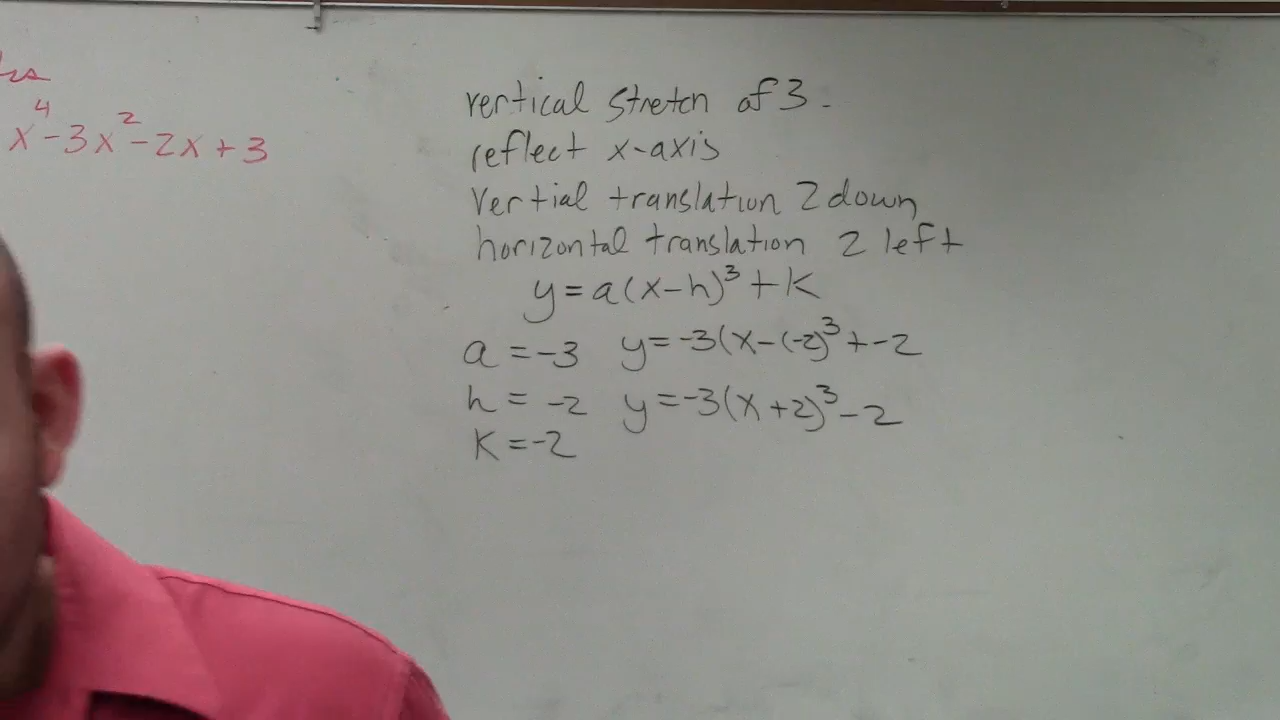 x⁴-3x²-2x+3
vertical stretch of 3.
reflect x-axis
Vertial translation 2 down
horizontal translation 2 left
y=a(x-h)³+k
a=-3 y=-3(x-(-2)³+-2
h=-2 y=-3(x+2)³-2
K=-2